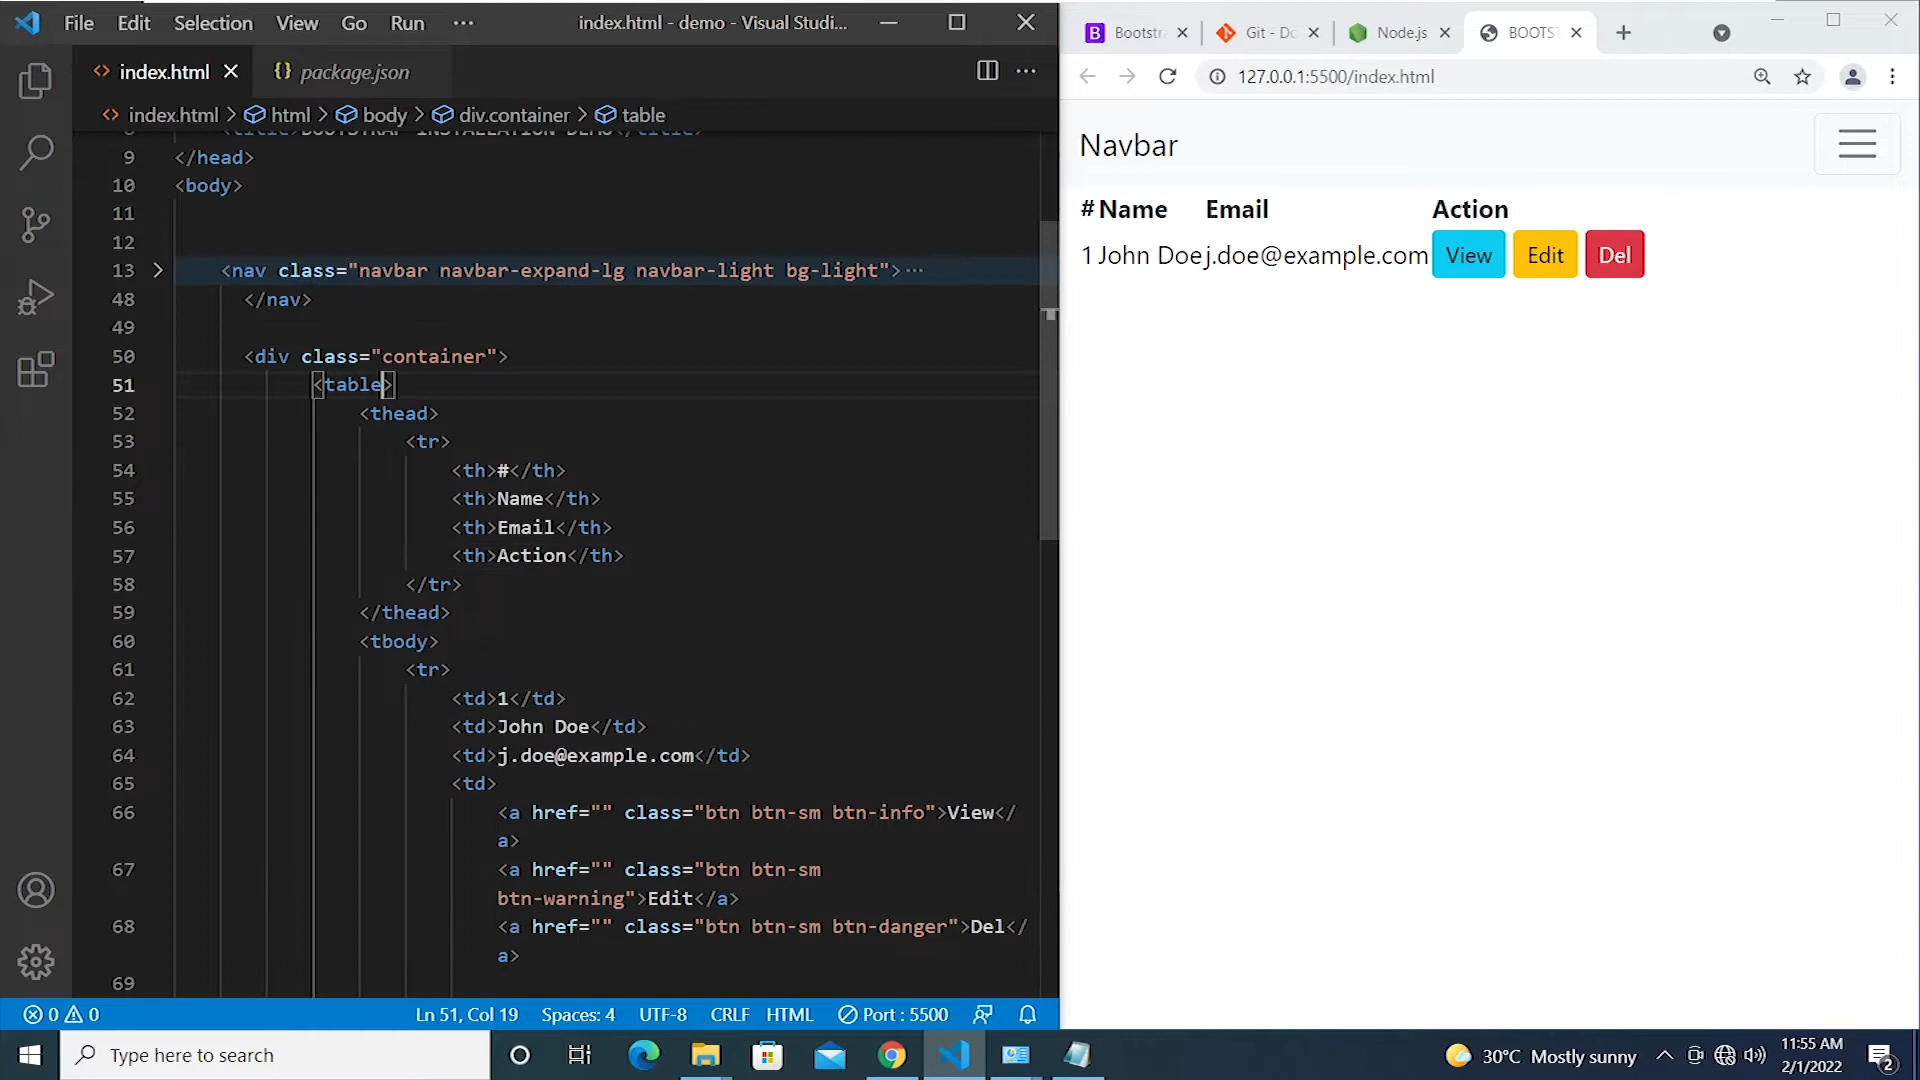 File Edit Selection View Go Run ··· index.html - demo - Visual Studi...
index.html package.json
index.html > html > body > div.container > table
8 <title>BOOTSTRAP INSTALLATION DEMO</title>
9 </head>
10 <body>
11
12
13 <nav class="navbar navbar-expand-lg navbar-light bg-light">···
48 </nav>
49
50 <div class="container">
51 <table>
52 <thead>
53 <tr>
54 <th>#</th>
55 <th>Name</th>
56 <th>Email</th>
57 <th>Action</th>
58 </tr>
59 </thead>
60 <tbody>
61 <tr>
62 <td>1</td>
63 <td>John Doe</td>
64 <td>j.doe@example.com</td>
65 <td>
66 <a href="" class="btn btn-sm btn-info">View</
a>
67 <a href="" class="btn btn-sm
btn-warning">Edit</a>
68 <a href="" class="btn btn-sm btn-danger">Del</
a>
69
0 0 Ln 51, Col 19 Spaces: 4 UTF-8 CRLF HTML Port : 5500
Bootstr Git - Do Node.js BOOTST
127.0.0.1:5500/index.html
Navbar
# Name Email Action
1 John Doe j.doe@example.com View Edit Del
Type here to search
30°C Mostly sunny
11:55 AM
2/1/2022
2